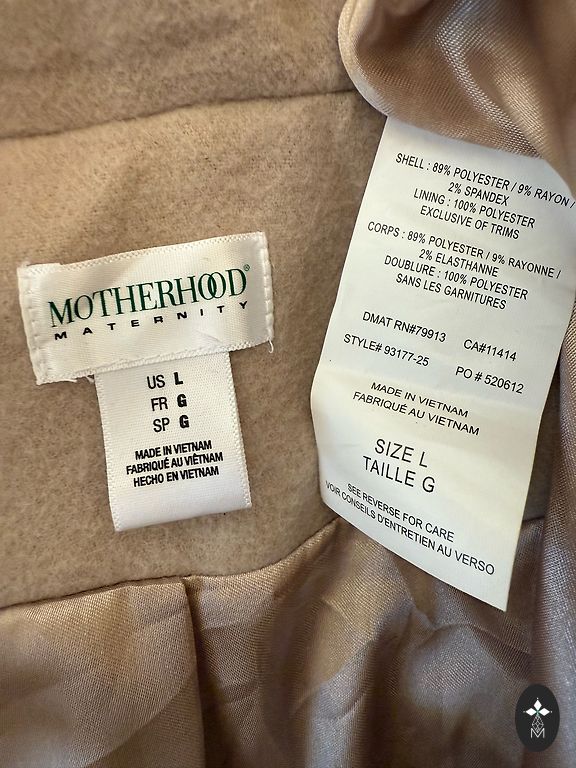 MOTHERHOOD®
MATERNITY
US L
FR G
SP G
MADE IN VIETNAM
FABRIQUÉ AU VIÊTNAM
HECHO EN VIETNAM
SHELL : 89% POLYESTER / 9% RAYON /
2% SPANDEX
LINING : 100% POLYESTER
EXCLUSIVE OF TRIMS
CORPS : 89% POLYESTER / 9% RAYONNE /
2% ELASTHANNE
DOUBLURE : 100% POLYESTER
SANS LES GARNITURES
DMAT RN#79913 CA#11414
STYLE# 93177-25 PO # 520612
MADE IN VIETNAM
FABRIQUÉ AU VIETNAM
SIZE L
TAILLE G
SEE REVERSE FOR CARE
VOIR CONSEILS D'ENTRETIEN AU VERSO
M